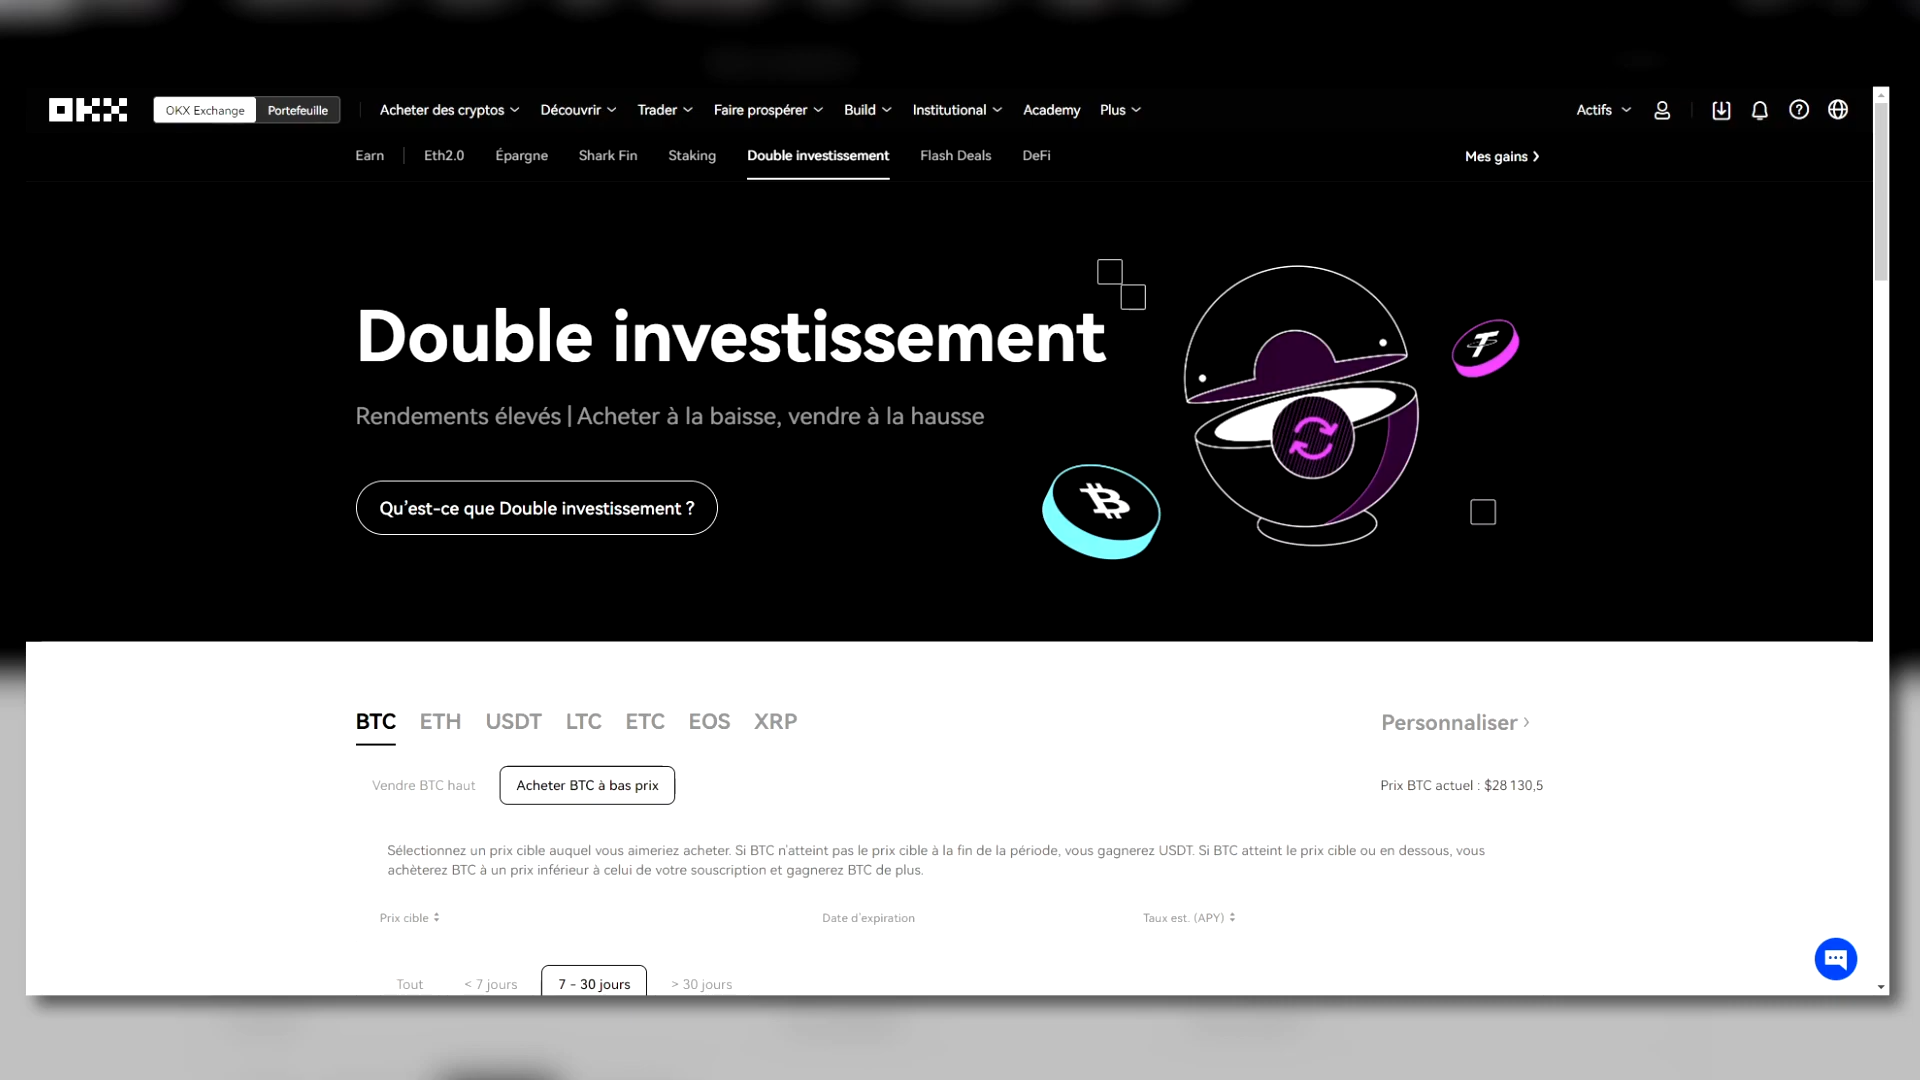 OKX
OKX Exchange
Portefeuille
Acheter des cryptos
Découvrir
Trader
Faire prospérer
Build
Institutional
Academy
Plus
Actifs
Earn
Eth2.0
Épargne
Shark Fin
Staking
Double investissement
Flash Deals
DeFi
Mes gains
Double investissement
Rendements élevés | Acheter à la baisse, vendre à la hausse
Qu'est-ce que Double investissement ?
BTC
ETH
USDT
LTC
ETC
EOS
XRP
Personnaliser
Vendre BTC haut
Acheter BTC à bas prix
Prix BTC actuel : $28 130,5
Sélectionnez un prix cible auquel vous aimeriez acheter. Si BTC n'atteint pas le prix cible à la fin de la période, vous gagnerez USDT. Si BTC atteint le prix cible ou en dessous, vous
achèterez BTC à un prix inférieur à celui de votre souscription et gagnerez BTC de plus.
Prix cible
Date d'expiration
Taux est. (APY)
Tout
< 7 jours
7 - 30 jours
> 30 jours